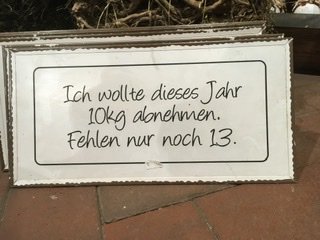 Ich wollte dieses Jahr
10kg abnehmen.
Fehlen nur noch 13.